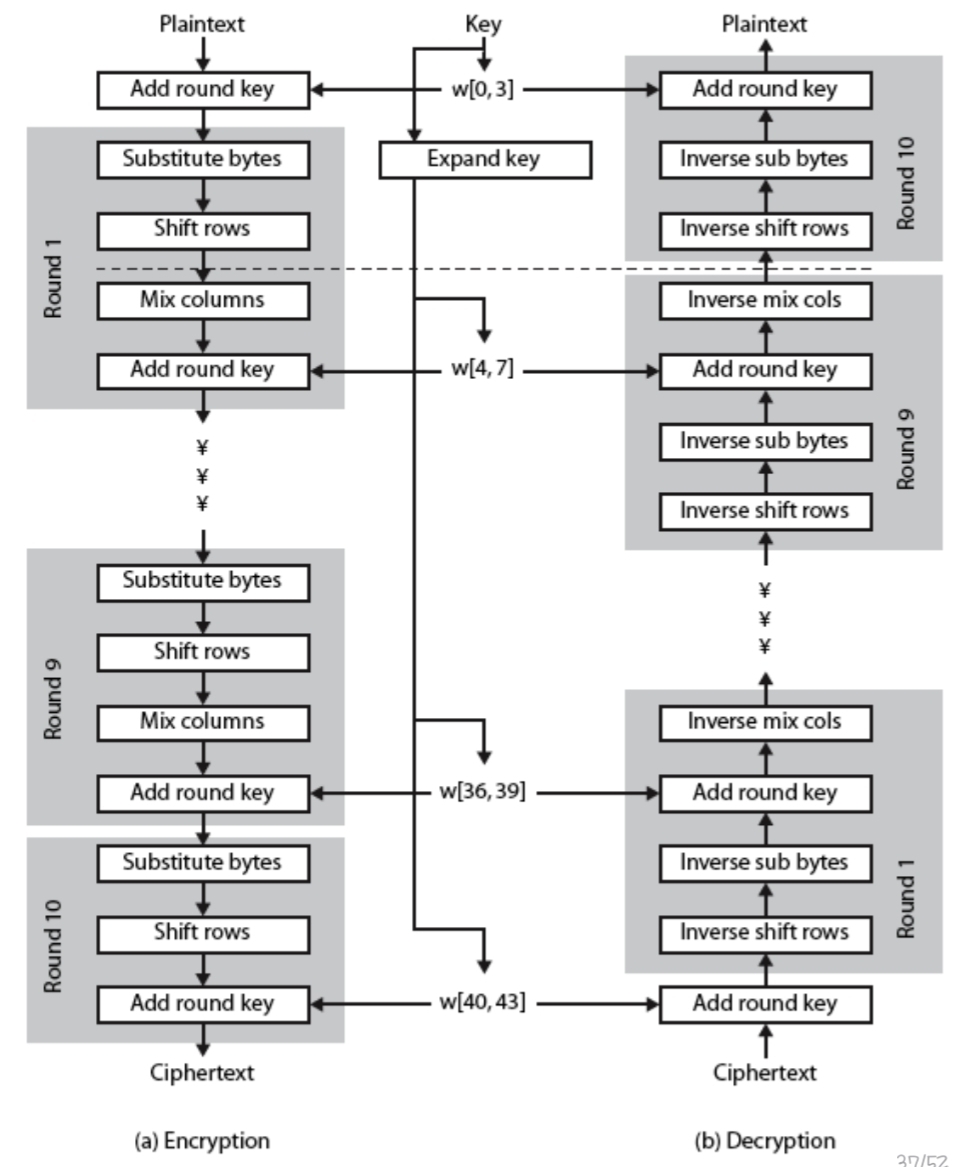 Plaintext
Key
Plaintext
Add round key
w[0, 3]
Add round key
Substitute bytes
Expand key
Inverse sub bytes
Round 10
Shift rows
Inverse shift rows
Round 1
Mix columns
Inverse mix cols
Add round key
w[4, 7]
Add round key
¥
¥
¥
Inverse sub bytes
Round 9
Inverse shift rows
Substitute bytes
¥
¥
¥
Shift rows
Round 9
Mix columns
Inverse mix cols
Add round key
w[36, 39]
Add round key
Substitute bytes
Inverse sub bytes
Round 1
Shift rows
Inverse shift rows
Round 10
Add round key
w[40, 43]
Add round key
Ciphertext
Ciphertext
(a) Encryption
(b) Decryption